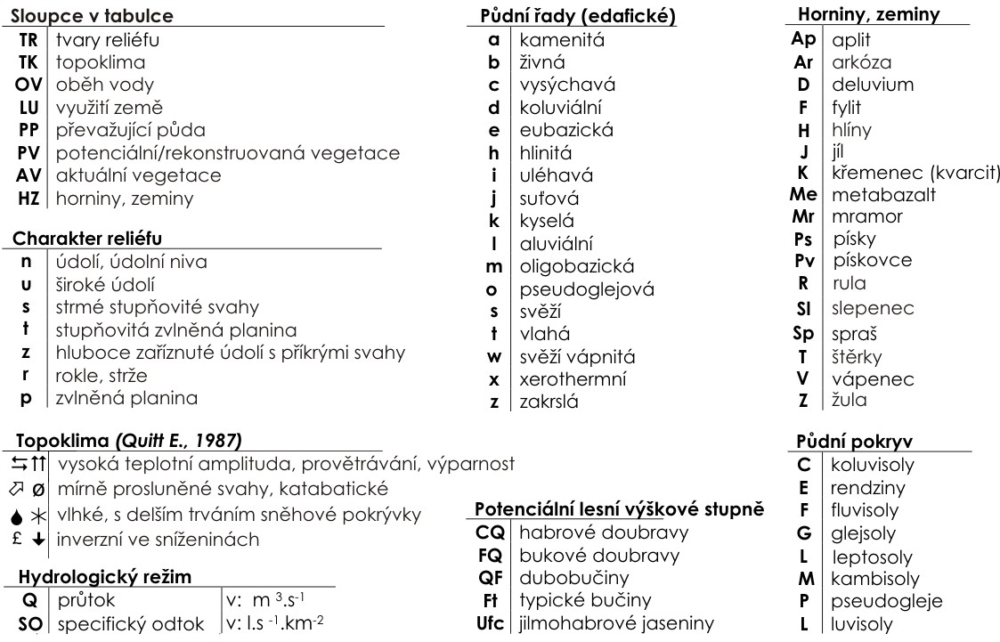 Sloupce v tabulce
TR tvary reliéfu
TK topoklima
OV oběh vody
LU využití země
PP převažující půda
PV potenciální/rekonstruovaná vegetace
AV aktuální vegetace
HZ horniny, zeminy
Charakter reliéfu
n údolí, údolní niva
u široké údolí
s strmé stupňovité svahy
t stupňovitá zvlněná planina
z hluboce zaříznuté údolí s příkrými svahy
r rokle, strže
p zvlněná planina
Topoklima (Quitt E., 1987)
⇆⇈ vysoká teplotní amplituda, provětrávání, výparnost
⬀ ø mírně prosluněné svahy, katabatické
vlhké, s delším trváním sněhové pokrývky
£ inverzní ve sníženinách
Hydrologický režim
Q průtok v: m ³.s⁻¹
SO specifický odtok v: l.s ⁻¹.km⁻²
Půdní řady (edafické)
a kamenitá
b živná
c vysýchavá
d koluviální
e eubazická
h hlinitá
i uléhavá
j suťová
k kyselá
l aluviální
m oligobazická
o pseudoglejová
s svěží
t vlahá
w svěží vápnitá
x xerothermní
z zakrslá
Potenciální lesní výškové stupně
CQ habrové doubravy
FQ bukové doubravy
QF dubobučiny
Ft typické bučiny
Ufc jilmohabrové jaseniny
Horniny, zeminy
Ap aplit
Ar arkóza
D deluvium
F fylit
H hlíny
J jíl
K křemenec (kvarcit)
Me metabazalt
Mr mramor
Ps písky
Pv pískovce
R rula
Sl slepenec
Sp spraš
T štěrky
V vápenec
Z žula
Půdní pokryv
C koluvisoly
E rendziny
F fluvisoly
G glejsoly
L leptosoly
M kambisoly
P pseudogleje
L luvisoly